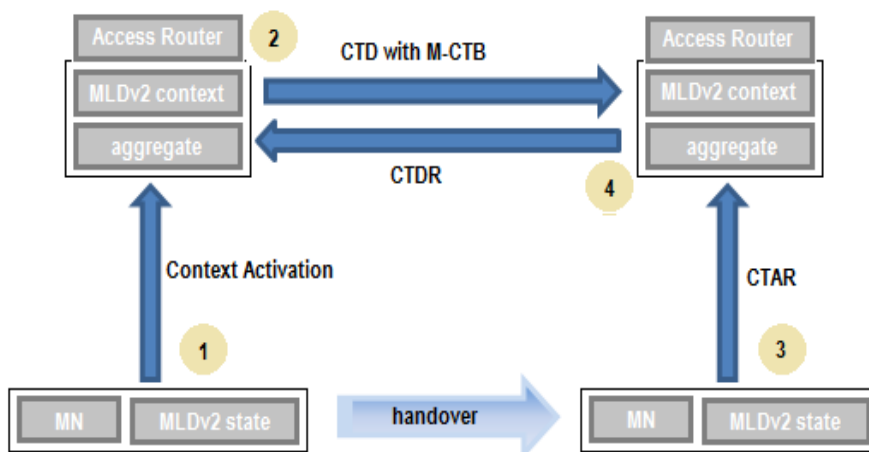 Access Router
2
CTD with M-CTB
Access Router
MLDv2 context
MLDv2 context
aggregate
aggregate
CTDR
4
Context Activation
CTAR
1
3
MN
MLDv2 state
handover
MN
MLDv2 state